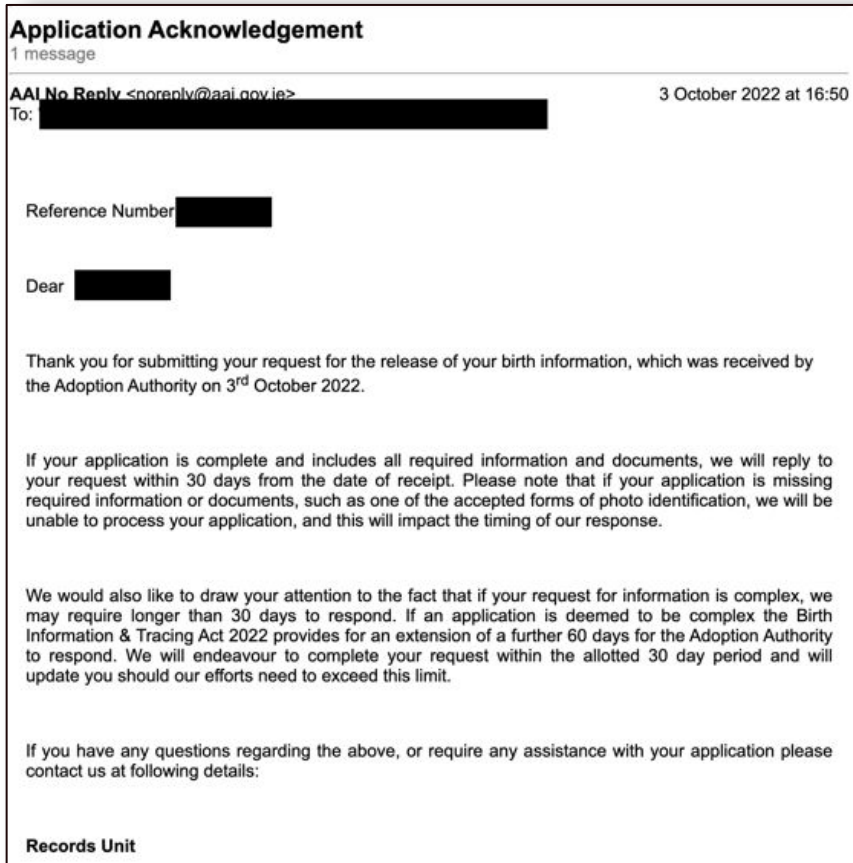 Application Acknowledgement
1 message
AAI No Reply <noreply@aai.gov.ie> 3 October 2022 at 16:50
To:
Reference Number
Dear
Thank you for submitting your request for the release of your birth information, which was received by
the Adoption Authority on 3rd October 2022.
If your application is complete and includes all required information and documents, we will reply to
your request within 30 days from the date of receipt. Please note that if your application is missing
required information or documents, such as one of the accepted forms of photo identification, we will be
unable to process your application, and this will impact the timing of our response.
We would also like to draw your attention to the fact that if your request for information is complex, we
may require longer than 30 days to respond. If an application is deemed to be complex the Birth
Information & Tracing Act 2022 provides for an extension of a further 60 days for the Adoption Authority
to respond. We will endeavour to complete your request within the allotted 30 day period and will
update you should our efforts need to exceed this limit.
If you have any questions regarding the above, or require any assistance with your application please
contact us at following details:
Records Unit